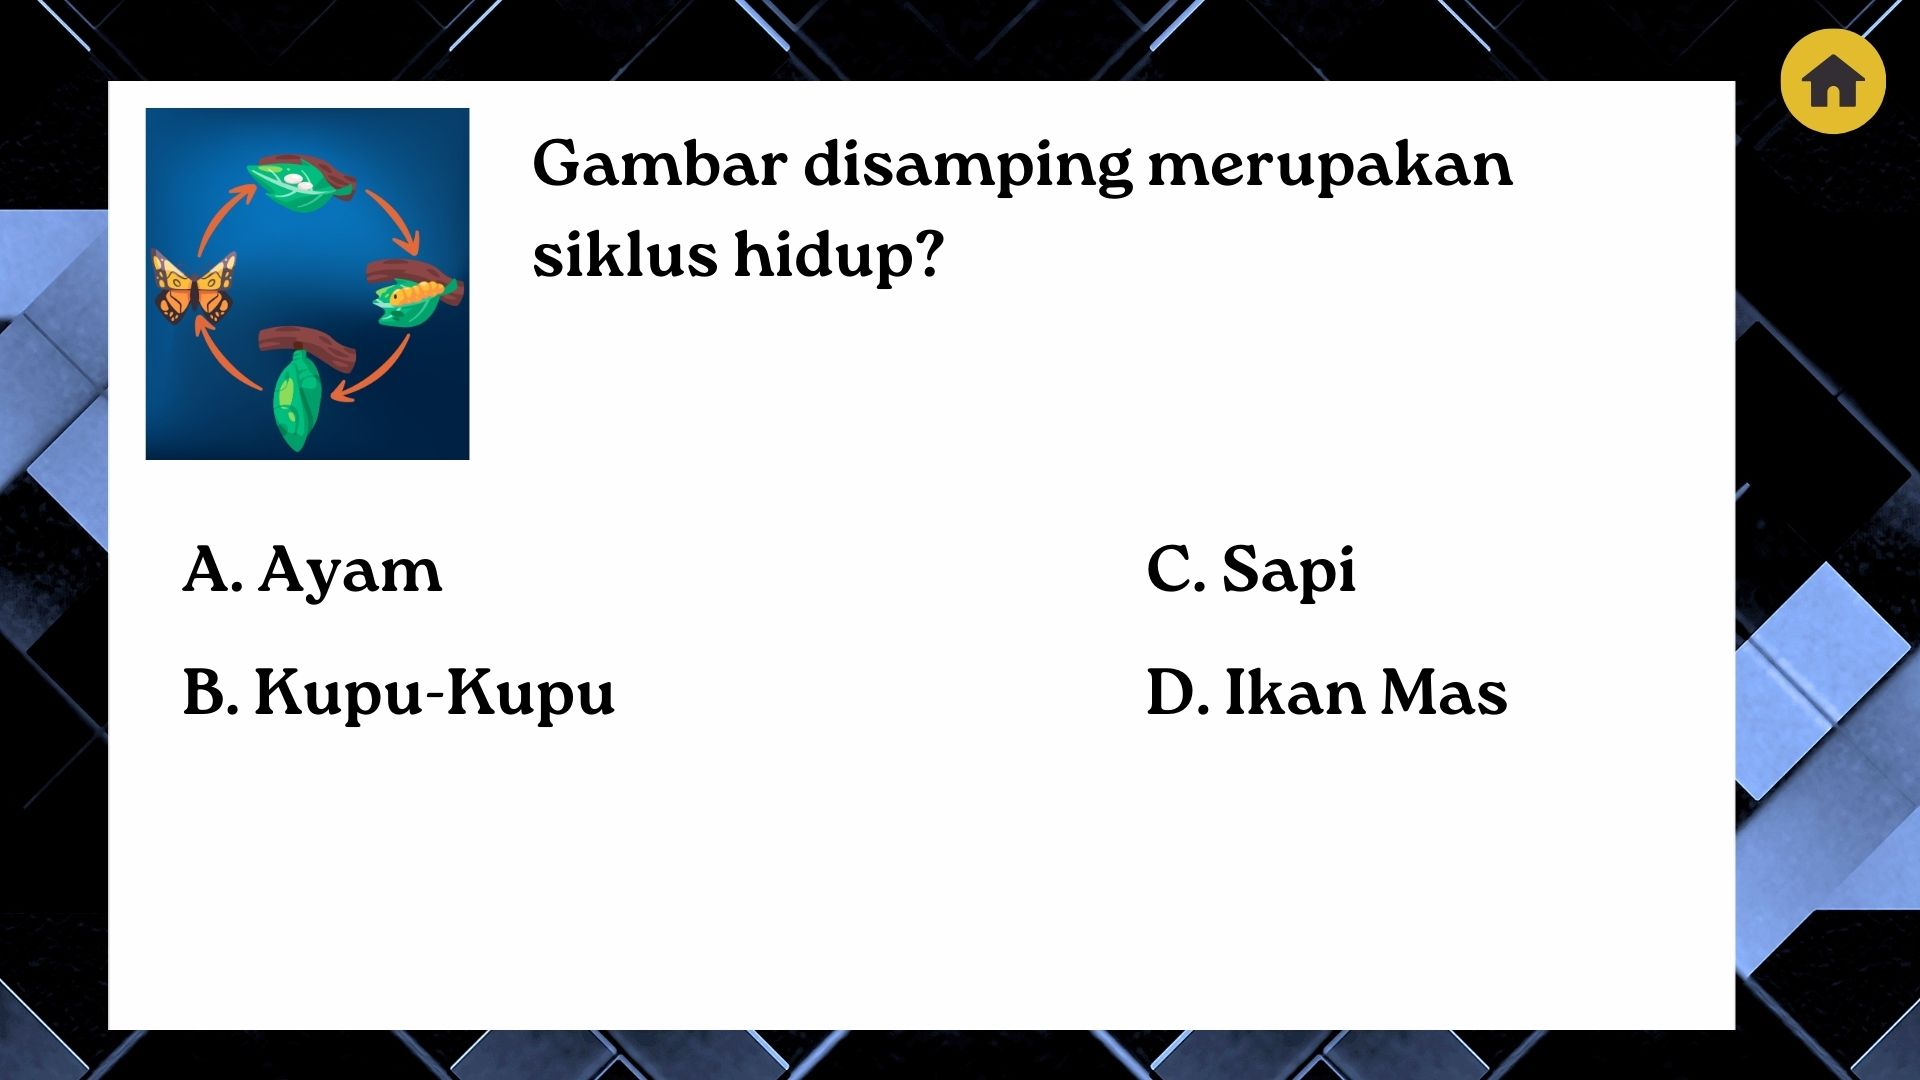 Gambar disamping merupakan
siklus hidup?
A. Ayam
B. Kupu-Kupu
C. Sapi
D. Ikan Mas